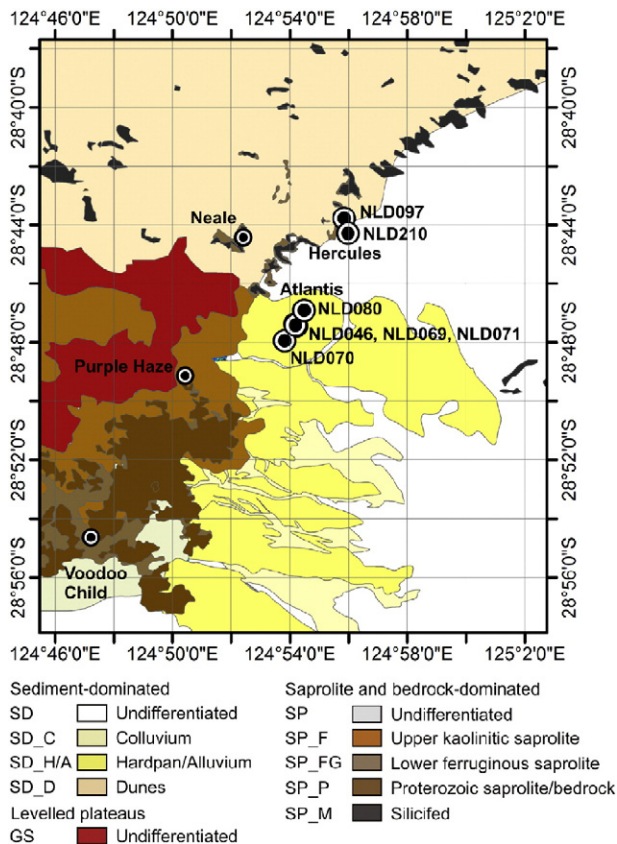 124°46'0"E 124°50'0"E 124°54'0"E 124°58'0"E 125°2'0"E
28°40'0"S 28°40'0"S
NLD097
Neale
28°44'0"S 28°44'0"S
NLD210
Hercules
Atlantis
NLD080
NLD046, NLD069, NLD071
28°48'0"S 28°48'0"S
NLD070
Purple Haze
28°52'0"S 28°52'0"S
Voodoo
Child
28°56'0"S 28°56'0"S
124°46'0"E 124°50'0"E 124°54'0"E 124°58'0"E 125°2'0"E
Sediment-dominated
SD Undifferentiated
SD_C Colluvium
SD_H/A Hardpan/Alluvium
SD_D Dunes
Levelled plateaus
GS Undifferentiated
Saprolite and bedrock-dominated
SP Undifferentiated
SP_F Upper kaolinitic saprolite
SP_FG Lower ferruginous saprolite
SP_P Proterozoic saprolite/bedrock
SP_M Silicifed